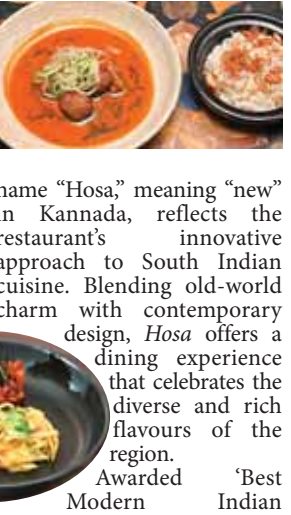 name “Hosa,” meaning “new”
in Kannada, reflects the
restaurant’s innovative
approach to South Indian
cuisine. Blending old-world
charm with contemporary
design, Hosa offers a
dining experience
that celebrates the
diverse and rich
flavours of the
region.
Awarded ‘Best
Modern Indian